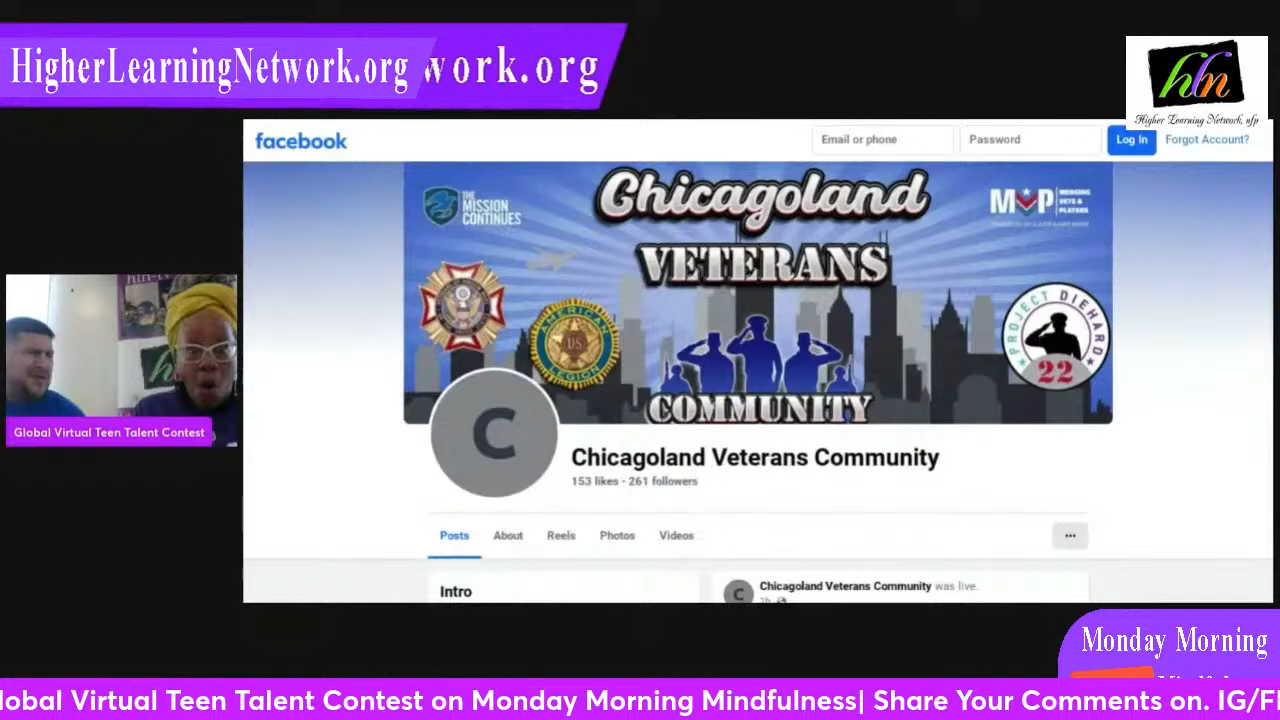 HigherLearningNetwork.org work.org
hln
Higher Learning Network, nfp
facebook
Email or phone
Password
Log In
Forgot Account?
THE
MISSION
CONTINUES
Chicagoland
VETERANS
COMMUNITY
MVP
MERGING
VETS &
PLAYERS
AMERICAN
US
LEGION
PROJECT DIEHARD
22
C
Chicagoland Veterans Community
153 likes · 261 followers
Posts About Reels Photos Videos
...
Intro
C
Chicagoland Veterans Community was live.
Global Virtual Teen Talent Contest
Monday Morning
lobal Virtual Teen Talent Contest on Monday Morning Mindfulness| Share Your Comments on. IG/F